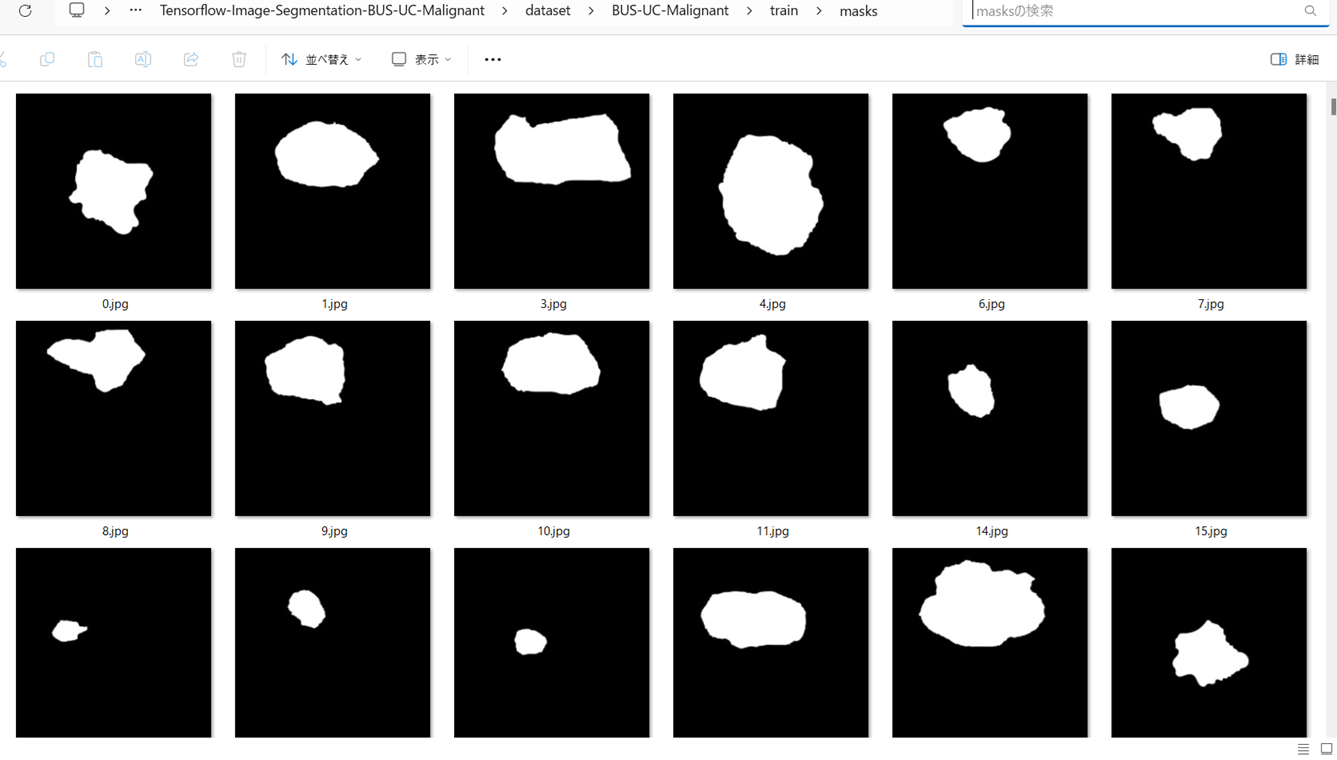 Tensorflow-Image-Segmentation-BUS-UC-Malignant > dataset > BUS-UC-Malignant > train > masks
masksの検索
並べ替え
表示
詳細
0.jpg
1.jpg
3.jpg
4.jpg
6.jpg
7.jpg
8.jpg
9.jpg
10.jpg
11.jpg
14.jpg
15.jpg